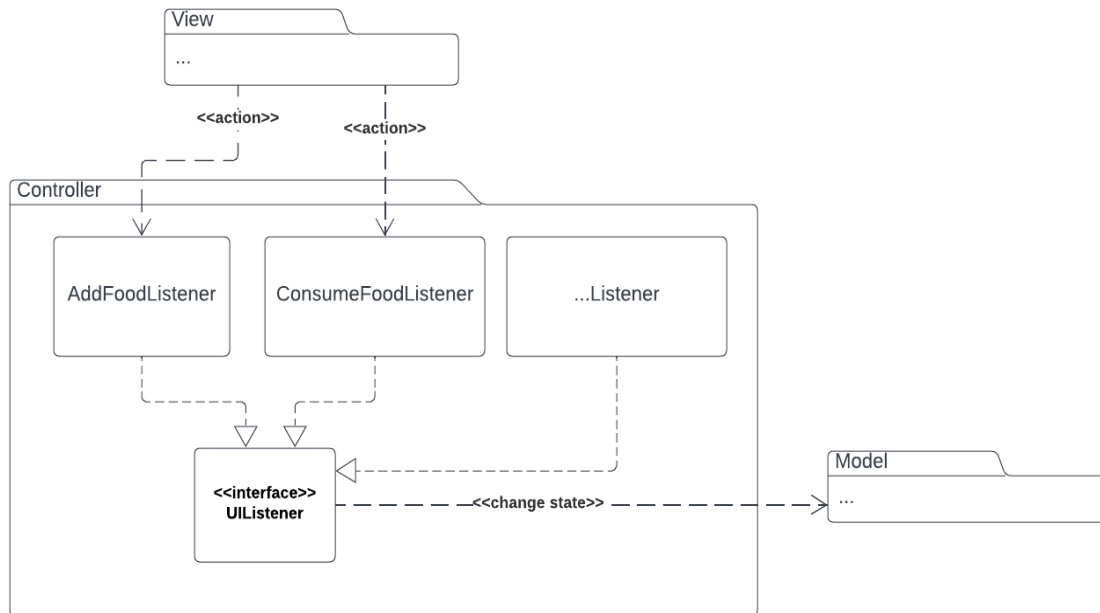 View
...
<<action>>
<<action>>
Controller
AddFoodListener
ConsumeFoodListener
...Listener
<<interface>>
UIListener
<<change state>>
Model
...